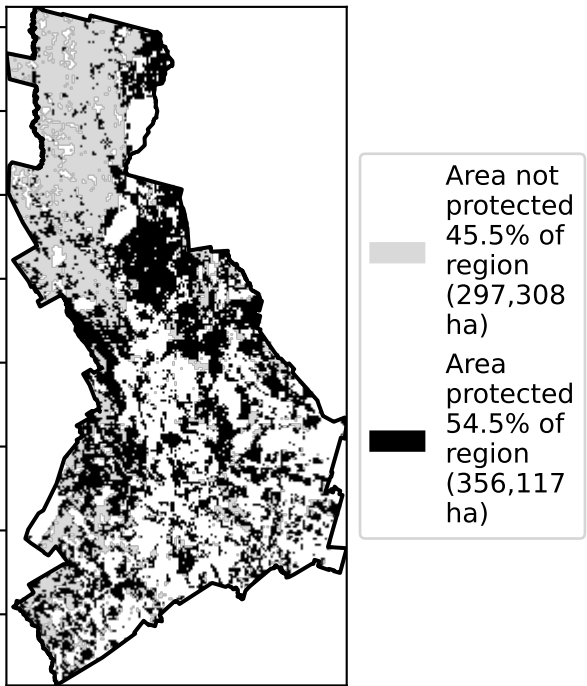 Area not
protected
45.5% of
region
(297,308
ha)
Area
protected
54.5% of
region
(356,117
ha)